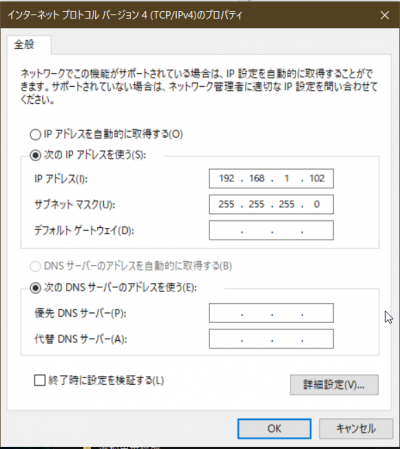 インターネット プロトコル バージョン 4 (TCP/IPv4)のプロパティ
全般
ネットワークでこの機能がサポートされている場合は、IP 設定を自動的に取得することがで
きます。サポートされていない場合は、ネットワーク管理者に適切な IP 設定を問い合わせて
ください。
IP アドレスを自動的に取得する(O)
次の IP アドレスを使う(S):
IP アドレス(I): 192 . 168 . 1 . 102
サブネット マスク(U): 255 . 255 . 255 . 0
デフォルト ゲートウェイ(D): . . .
DNS サーバーのアドレスを自動的に取得する(B)
次の DNS サーバーのアドレスを使う(E):
優先 DNS サーバー(P): . . .
代替 DNS サーバー(A): . . .
終了時に設定を検証する(L)
詳細設定(V)...
OK キャンセル